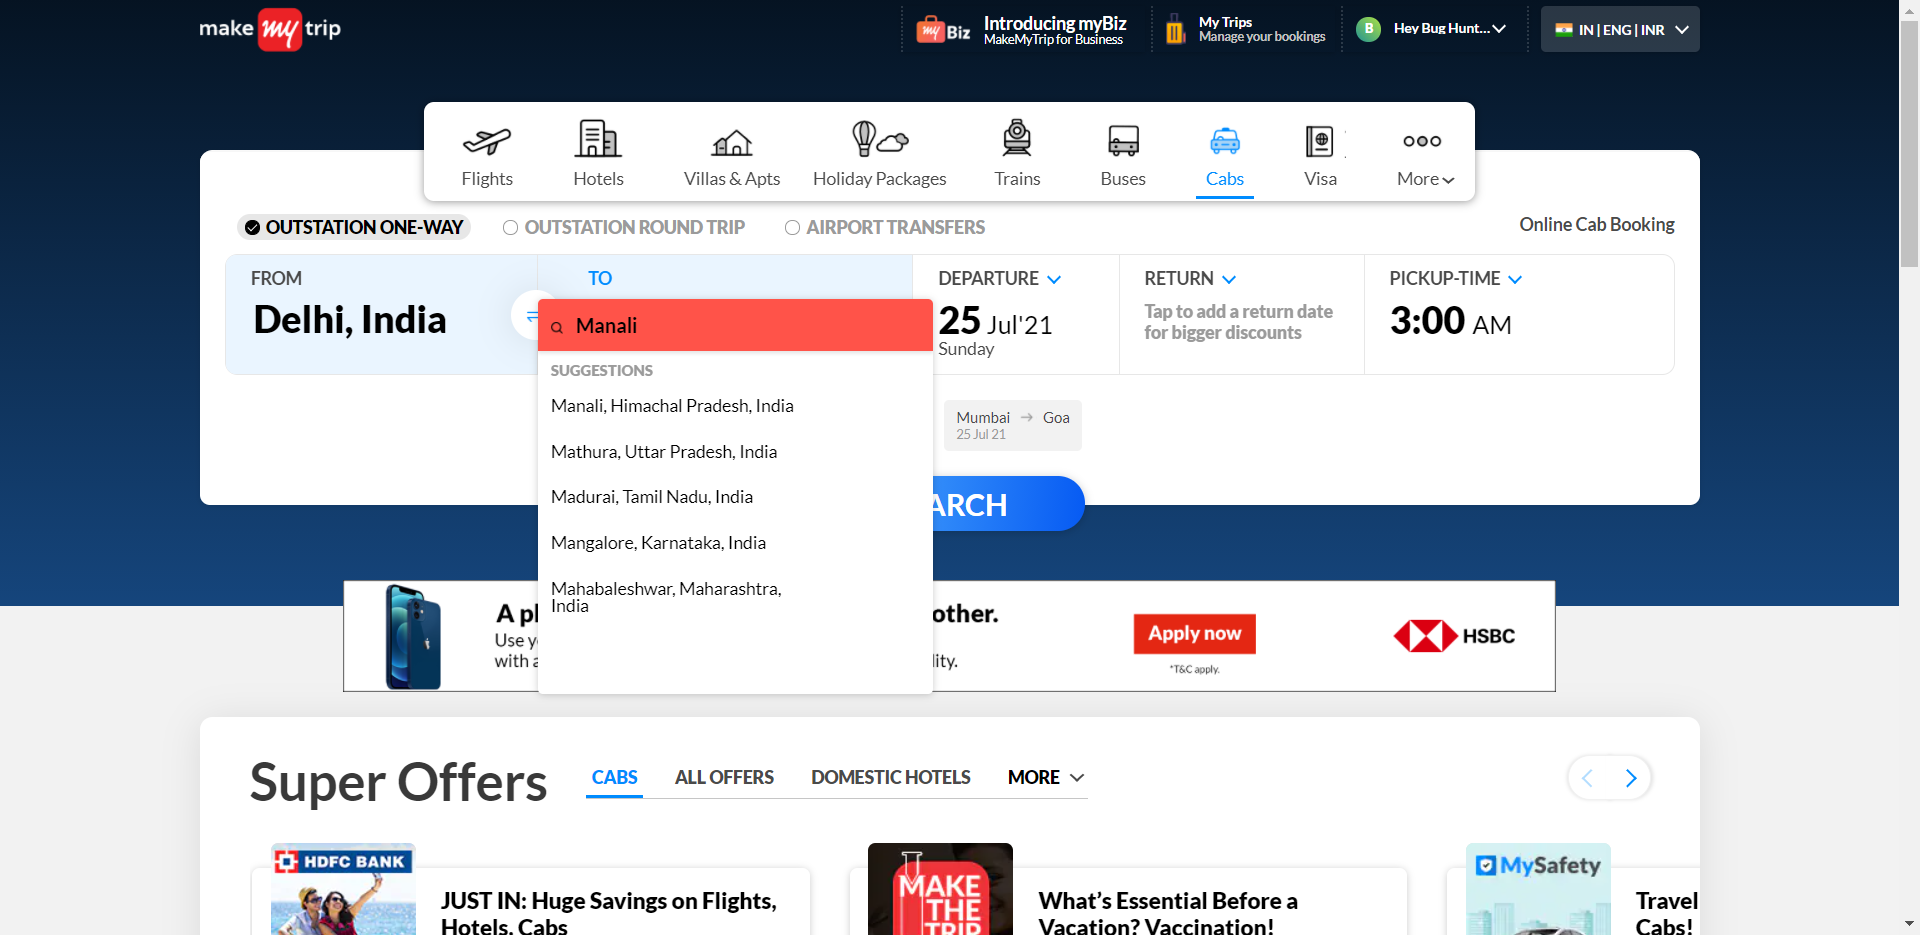 make my trip
my Biz
Introducing myBiz
MakeMyTrip for Business
My Trips
Manage your bookings
B
Hey Bug Hunt...
IN | ENG | INR
Flights
Hotels
Villas & Apts
Holiday Packages
Trains
Buses
Cabs
Visa
More
OUTSTATION ONE-WAY
OUTSTATION ROUND TRIP
AIRPORT TRANSFERS
Online Cab Booking
FROM
Delhi, India
TO
Manali
SUGGESTIONS
Manali, Himachal Pradesh, India
Mathura, Uttar Pradesh, India
Madurai, Tamil Nadu, India
Mangalore, Karnataka, India
Mahabaleshwar, Maharashtra,
India
DEPARTURE
25 Jul'21
Sunday
RETURN
Tap to add a return date
for bigger discounts
PICKUP-TIME
3:00 AM
Mumbai → Goa
25 Jul 21
ARCH
A pl
other.
Use y
with a
lity.
Apply now
*T&C apply.
HSBC
Super Offers
CABS
ALL OFFERS
DOMESTIC HOTELS
MORE
HDFC BANK
JUST IN: Huge Savings on Flights,
Hotels, Cabs
MAKE
THE
TRIP
What's Essential Before a
Vacation? Vaccination!
MySafety
Travel
Cabs!